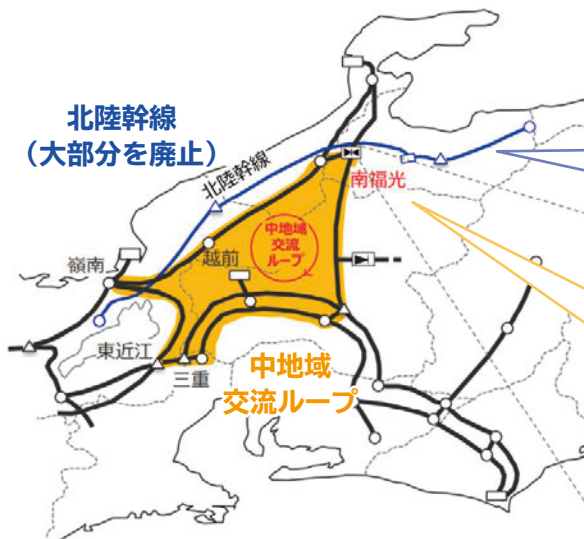 北陸幹線
（大部分を廃止）
北陸幹線
南福光
中地域
交流
ループ
越前
嶺南
東近江
三重
中地域
交流ループ